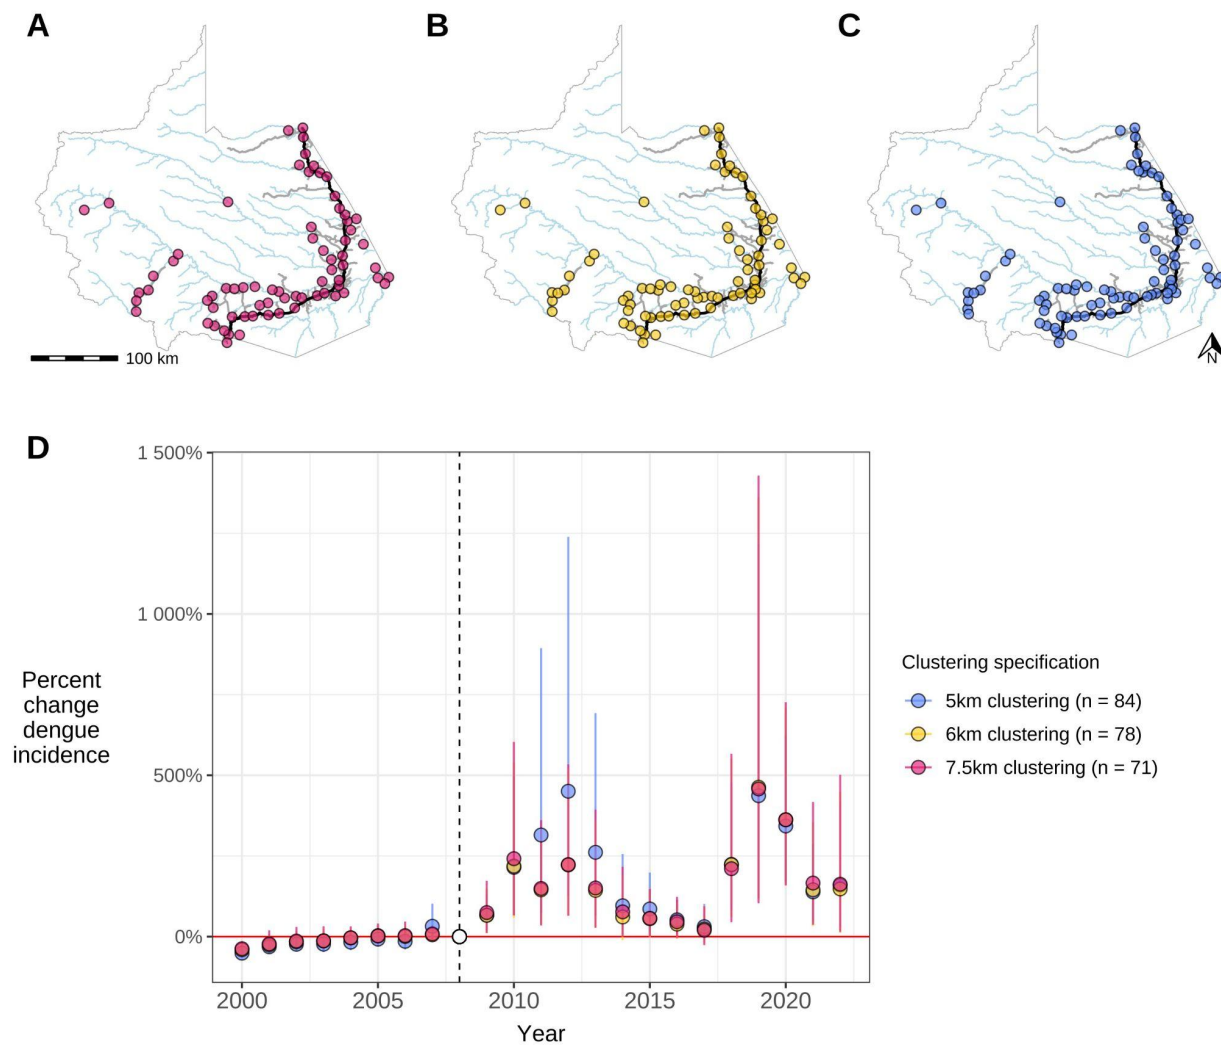 A
B
C
100 km
N
D
Percent
change
dengue
incidence
1 500%
1 000%
500%
0%
2000
2005
2010
2015
2020
Year
Clustering specification
5km clustering (n = 84)
6km clustering (n = 78)
7.5km clustering (n = 71)